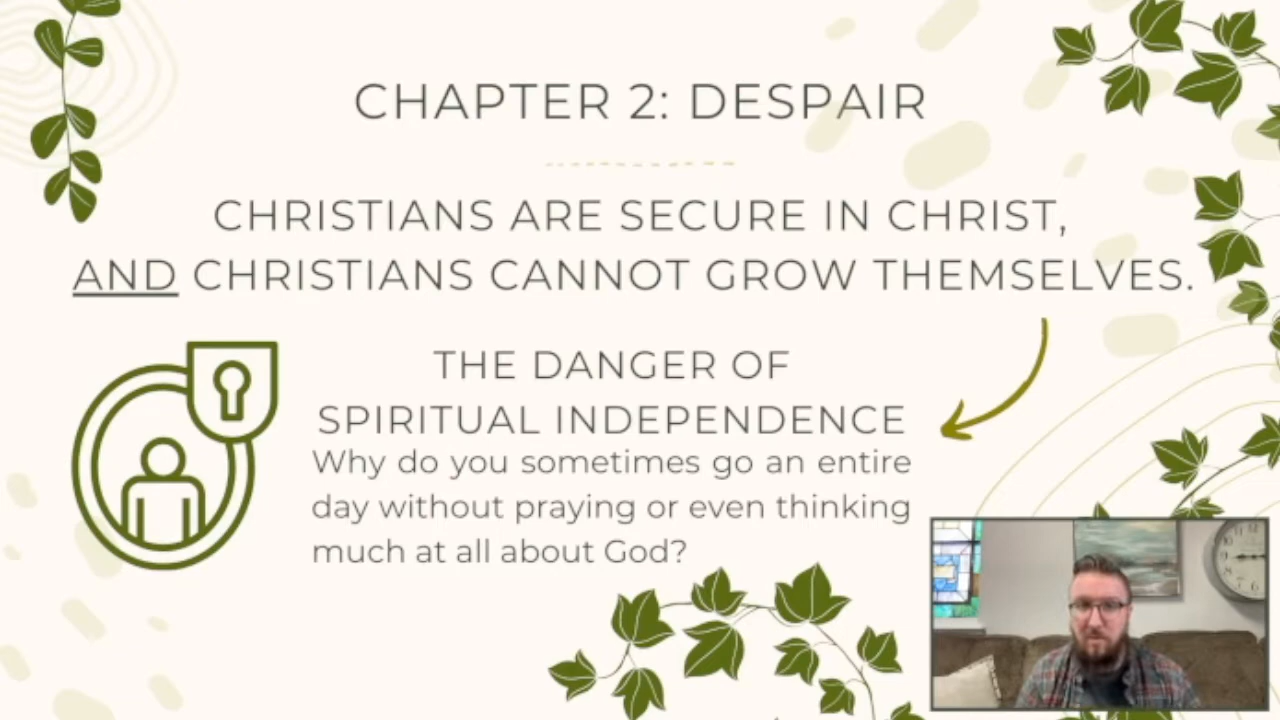 CHAPTER 2: DESPAIR
CHRISTIANS ARE SECURE IN CHRIST,
AND CHRISTIANS CANNOT GROW THEMSELVES.
THE DANGER OF
SPIRITUAL INDEPENDENCE
Why do you sometimes go an entire
day without praying or even thinking
much at all about God?